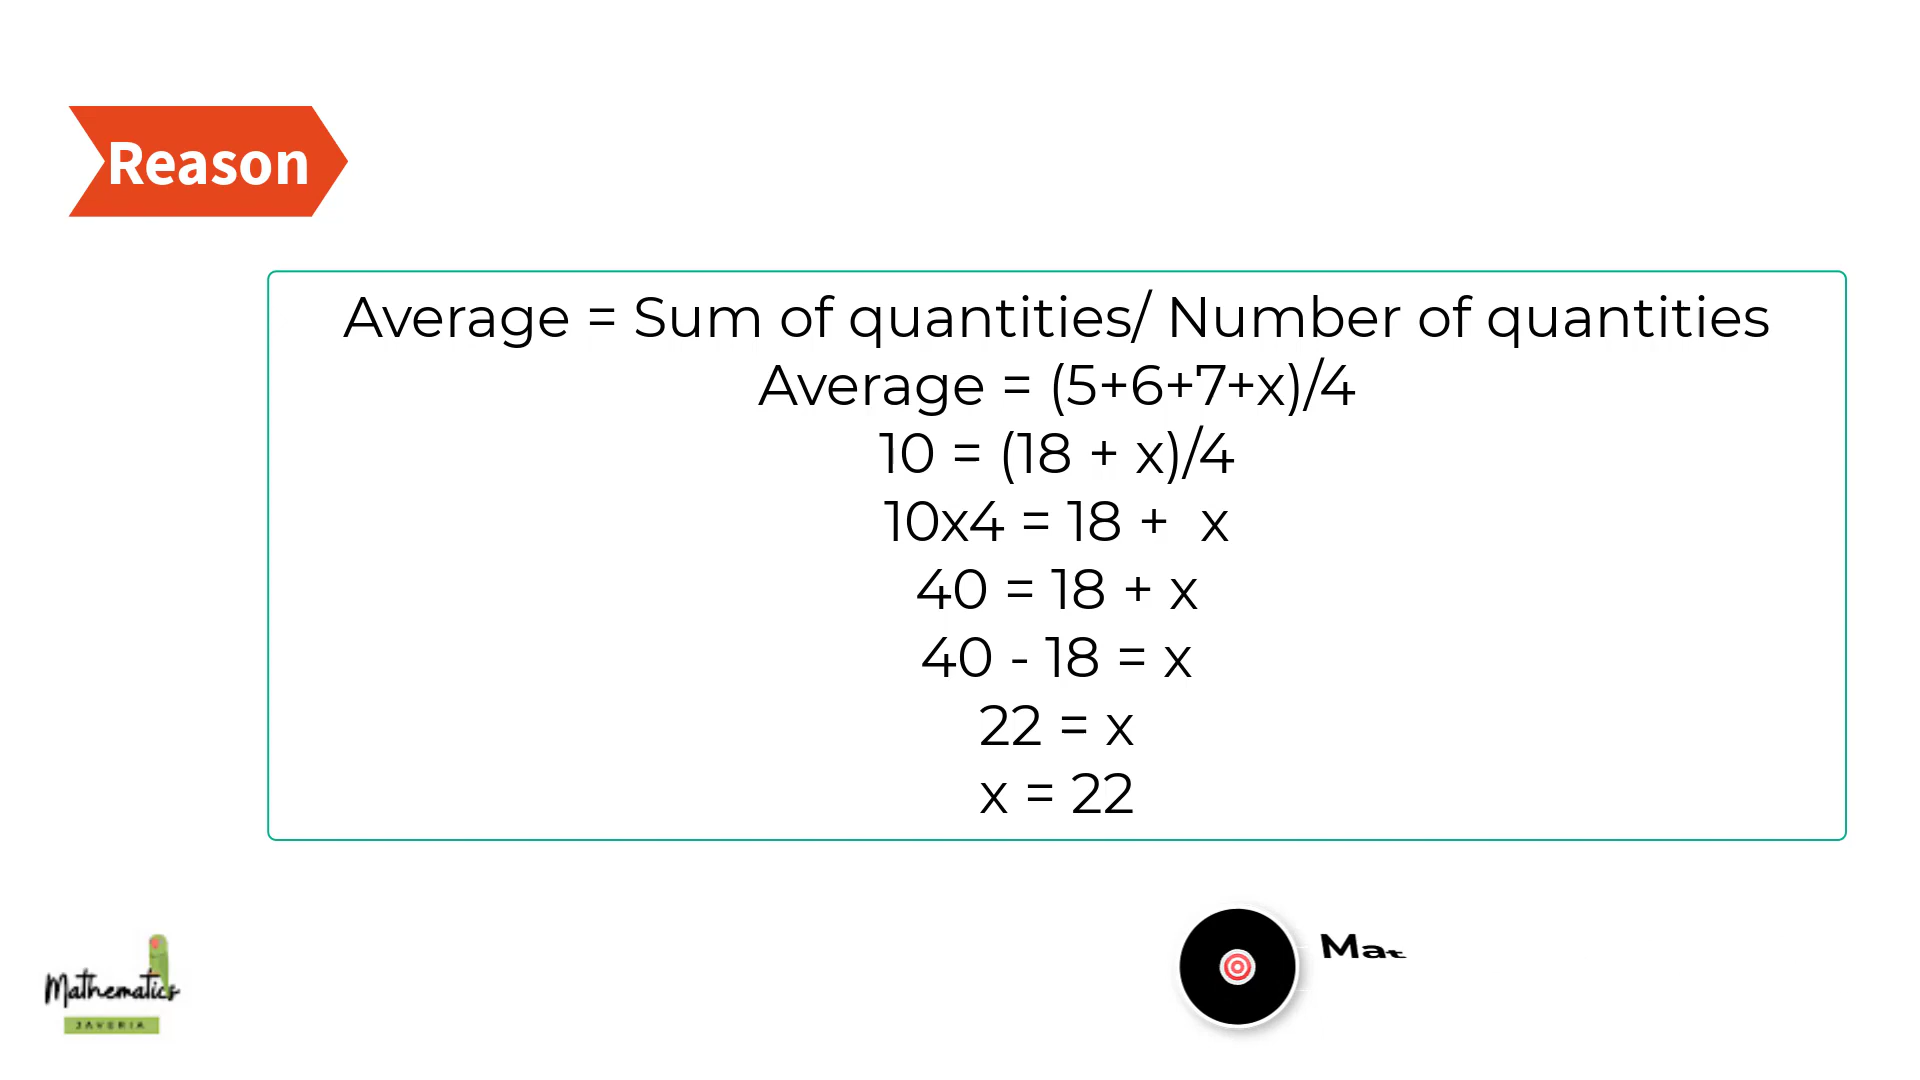 Reason
Average = Sum of quantities/ Number of quantities
Average = (5+6+7+x)/4
10 = (18 + x)/4
10x4 = 18 +  x
40 = 18 + x
40 - 18 = x
22 = x
x = 22
Mathematics
JAVERIA
Mat